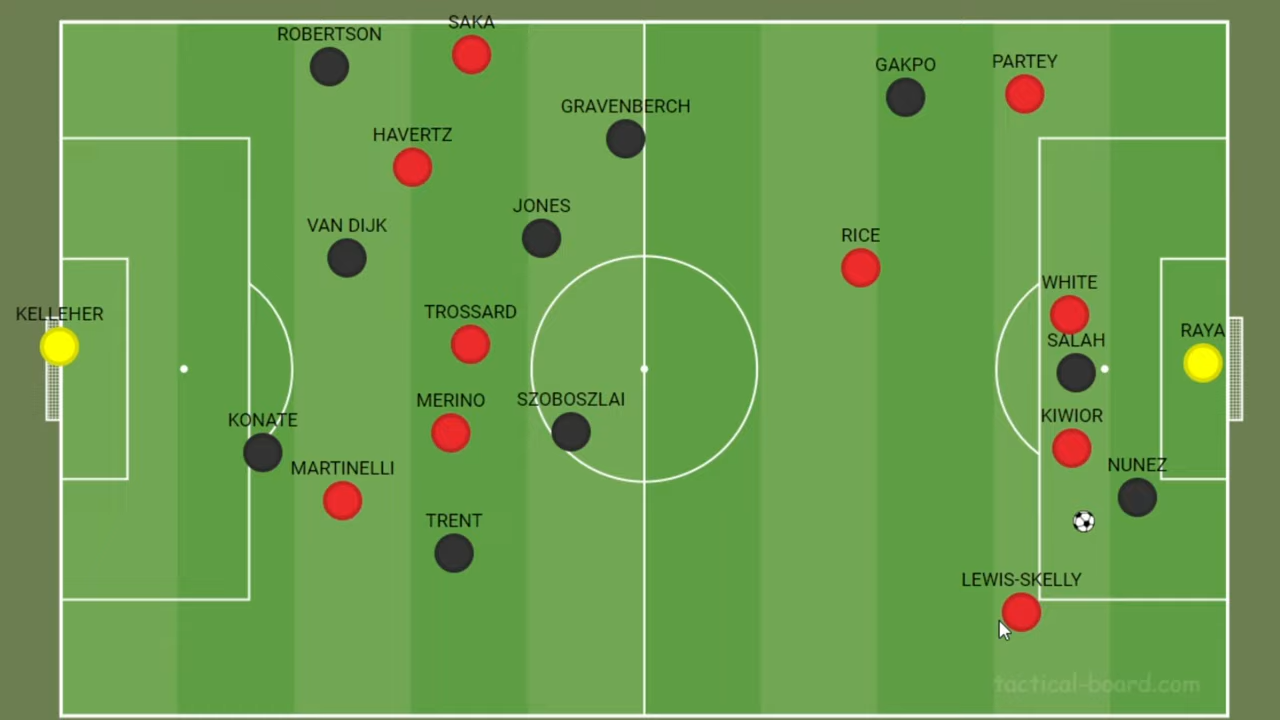 SAKA
ROBERTSON
GAKPO
PARTEY
GRAVENBERCH
HAVERTZ
JONES
VAN DIJK
RICE
WHITE
KELLEHER
TROSSARD
RAYA
SALAH
MERINO
SZOBOSZLAI
KONATE
KIWIOR
MARTINELLI
NUNEZ
TRENT
LEWIS-SKELLY
tactical-board.com